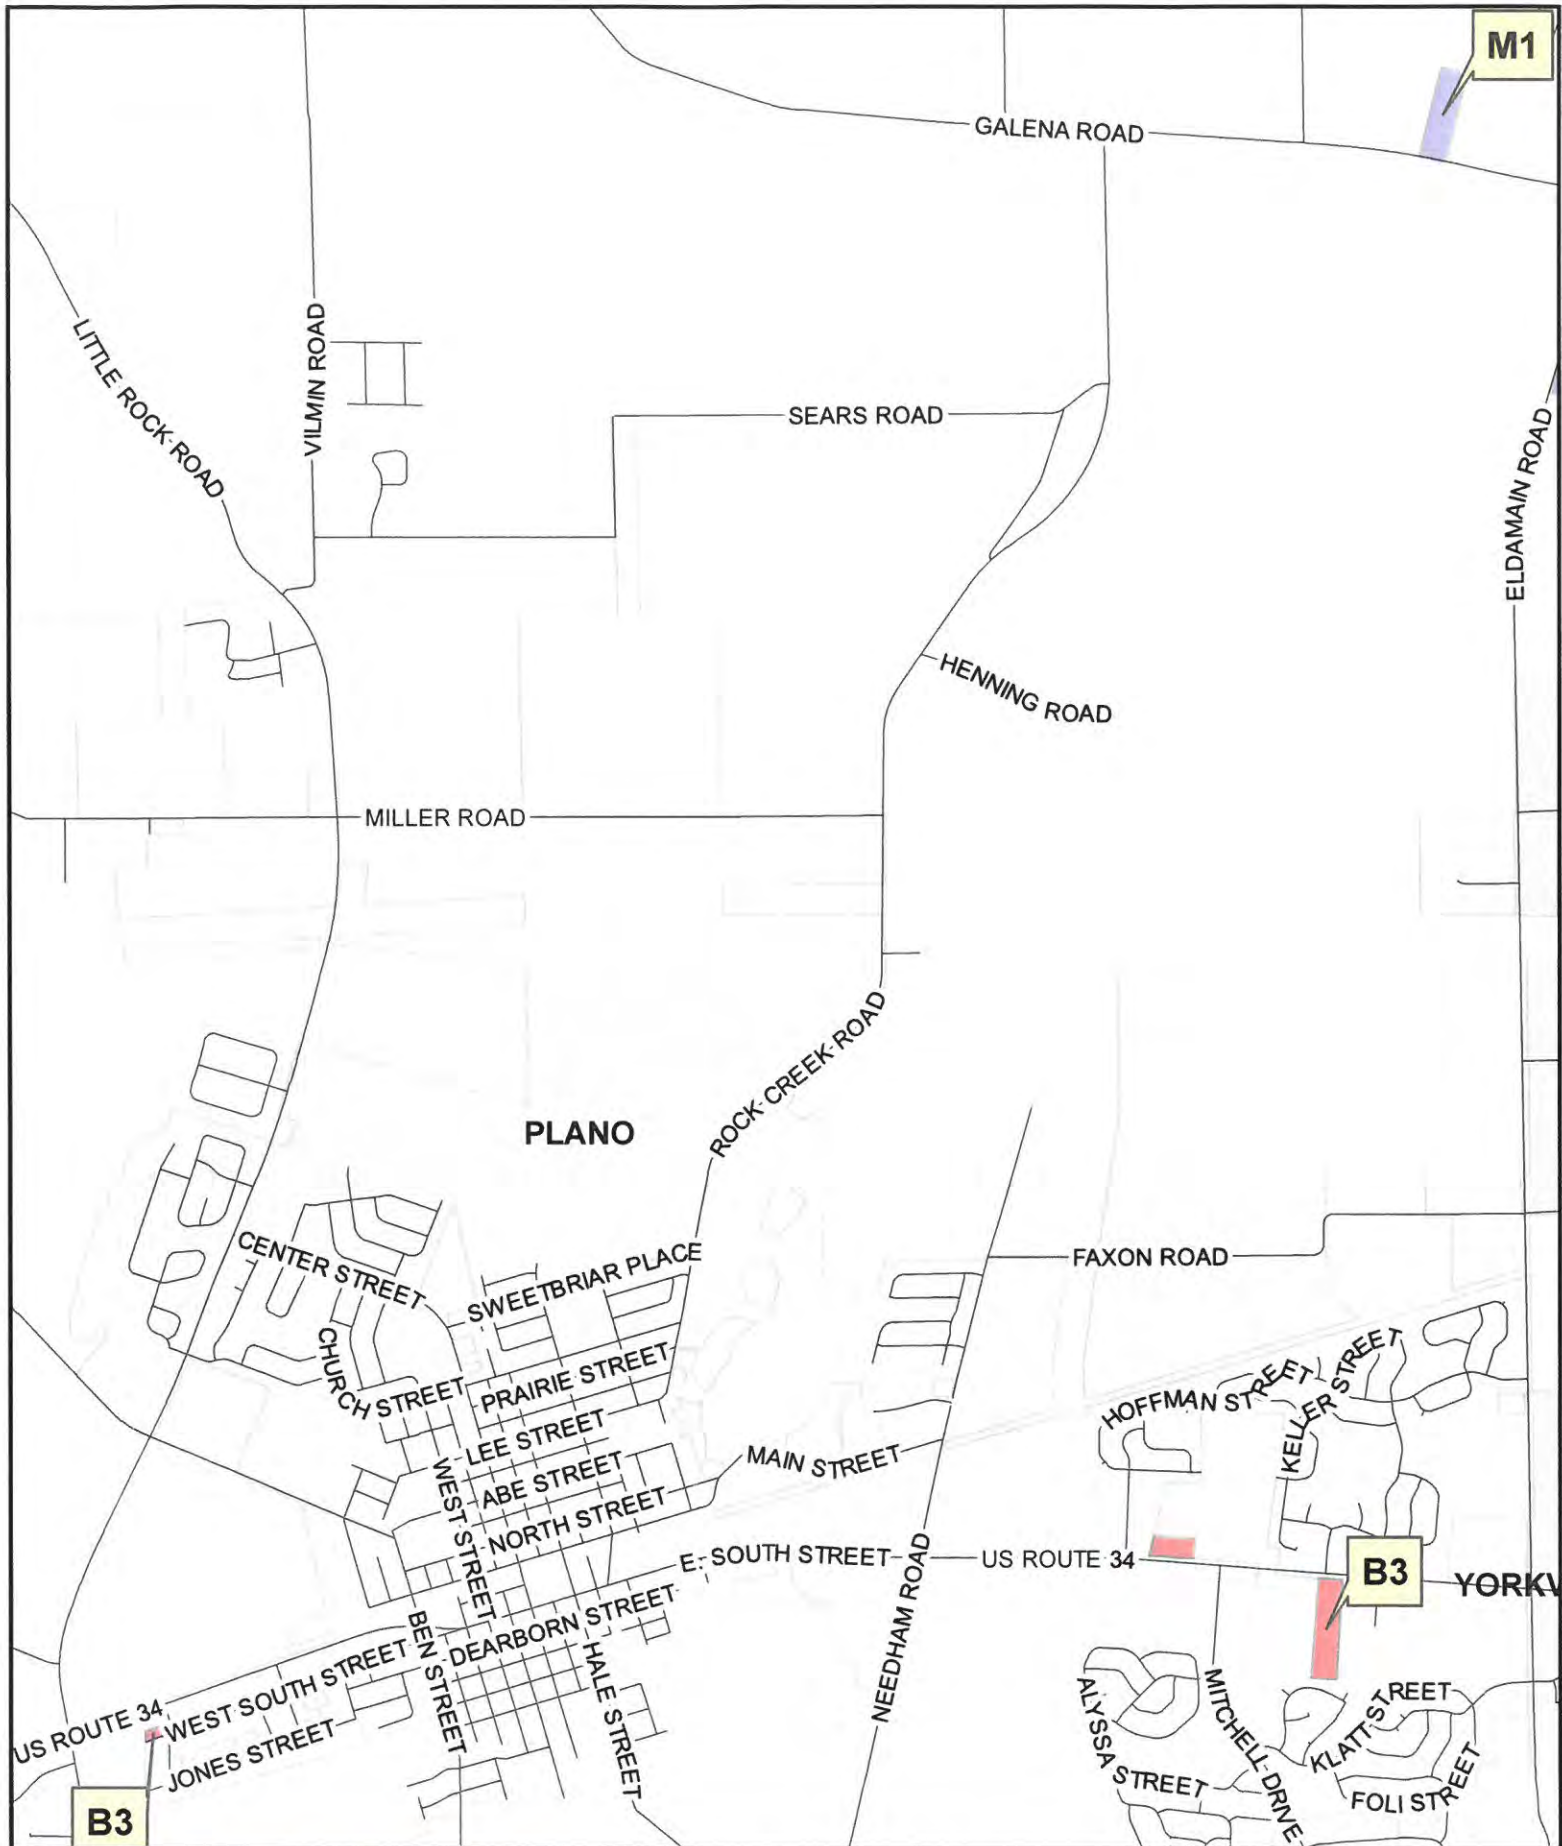 M1
GALENA ROAD
LITTLE ROCK ROAD
VILMIN ROAD
SEARS ROAD
ELDAMAIN ROAD
HENNING ROAD
MILLER ROAD
ROCK CREEK ROAD
PLANO
CENTER STREET
SWEETBRIAR PLACE
FAXON ROAD
CHURCH STREET
PRAIRIE STREET
HOFFMAN STREET
KELLER STREET
LEE STREET
MAIN STREET
WEST STREET
ABE STREET
NORTH STREET
E. SOUTH STREET
US ROUTE 34
B3
YORKV
NEEDHAM ROAD
DEARBORN STREET
BEN STREET
HALE STREET
US ROUTE 34
WEST SOUTH STREET
JONES STREET
ALYSSA STREET
MITCHELL DRIVE
KLATT STREET
FOLI STREET
B3